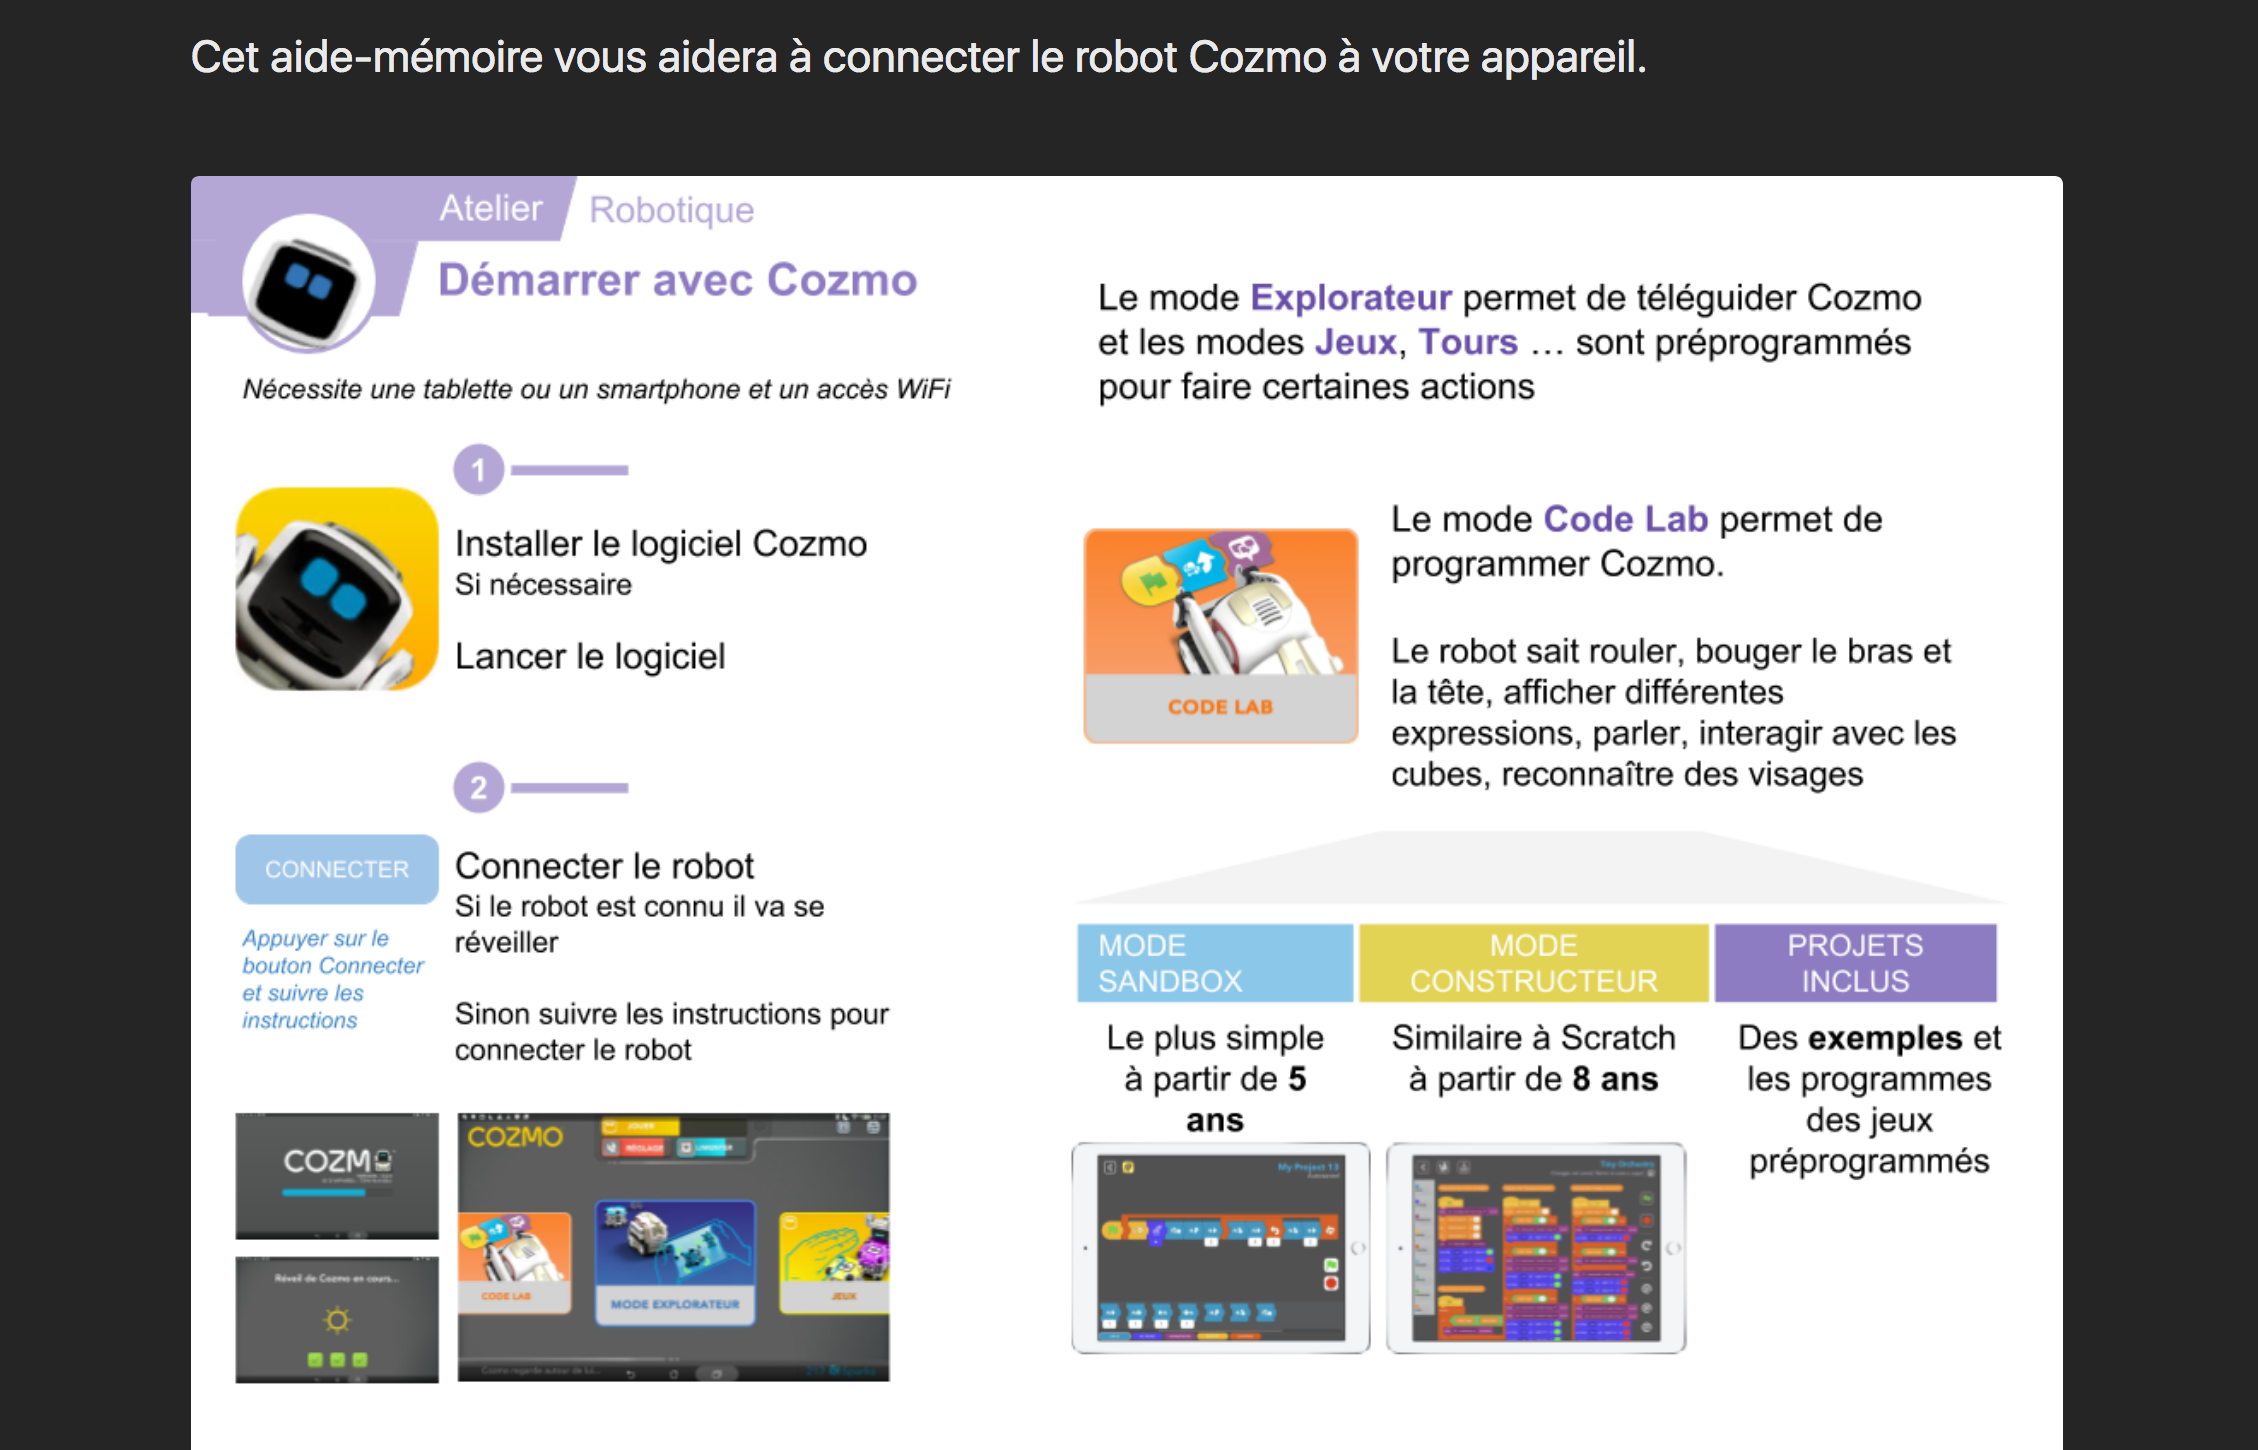 Cet aide-mémoire vous aidera à connecter le robot Cozmo à votre appareil.
Atelier
Robotique
Démarrer avec Cozmo
Nécessite une tablette ou un smartphone et un accès WiFi
1
Installer le logiciel Cozmo
Si nécessaire
Lancer le logiciel
2
CONNECTER
Appuyer sur le
bouton Connecter
et suivre les
instructions
Connecter le robot
Si le robot est connu il va se
réveiller
Sinon suivre les instructions pour
connecter le robot
COZMO
Réveil de Cozmo en cours...
COZMO
JOUER
CODE LAB
MODE EXPLORATEUR
JEUX
Le mode Explorateur permet de téléguider Cozmo
et les modes Jeux, Tours … sont préprogrammés
pour faire certaines actions
CODE LAB
Le mode Code Lab permet de
programmer Cozmo.
Le robot sait rouler, bouger le bras et
la tête, afficher différentes
expressions, parler, interagir avec les
cubes, reconnaître des visages
MODE
SANDBOX
Le plus simple
à partir de 5
ans
My Project 13
MODE
CONSTRUCTEUR
Similaire à Scratch
à partir de 8 ans
Tiny Orchestra
PROJETS
INCLUS
Des exemples et
les programmes
des jeux
préprogrammés